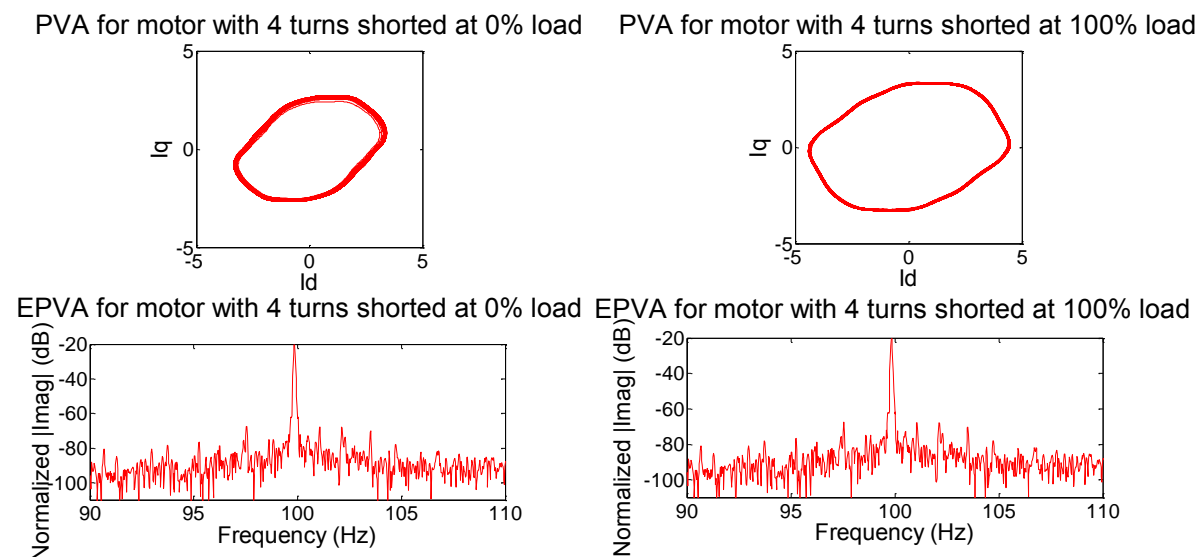 PVA for motor with 4 turns shorted at 0% load
5
0
-5
-5
0
5
Iq
Id
PVA for motor with 4 turns shorted at 100% load
5
0
-5
-5
0
5
Iq
Id
EPVA for motor with 4 turns shorted at 0% load
-20
-40
-60
-80
-100
90
95
100
105
110
Normalized |Imag| (dB)
Frequency (Hz)
EPVA for motor with 4 turns shorted at 100% load
-20
-40
-60
-80
-100
90
95
100
105
110
Normalized |Imag| (dB)
Frequency (Hz)